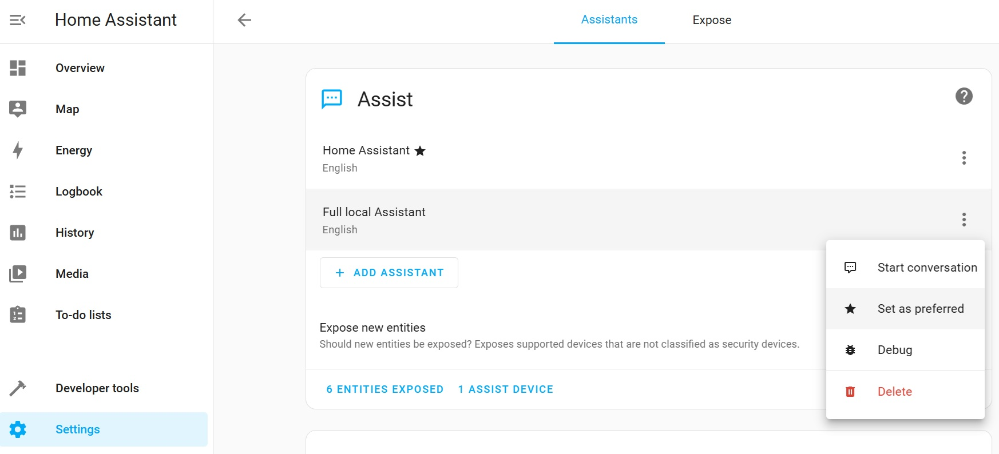 Home Assistant
Overview
Map
Energy
Logbook
History
Media
To-do lists
Developer tools
Settings
Assistants
Expose
Assist
Home Assistant
English
Full local Assistant
English
ADD ASSISTANT
Expose new entities
Should new entities be exposed? Exposes supported devices that are not classified as security devices.
6 ENTITIES EXPOSED 1 ASSIST DEVICE
Start conversation
Set as preferred
Debug
Delete